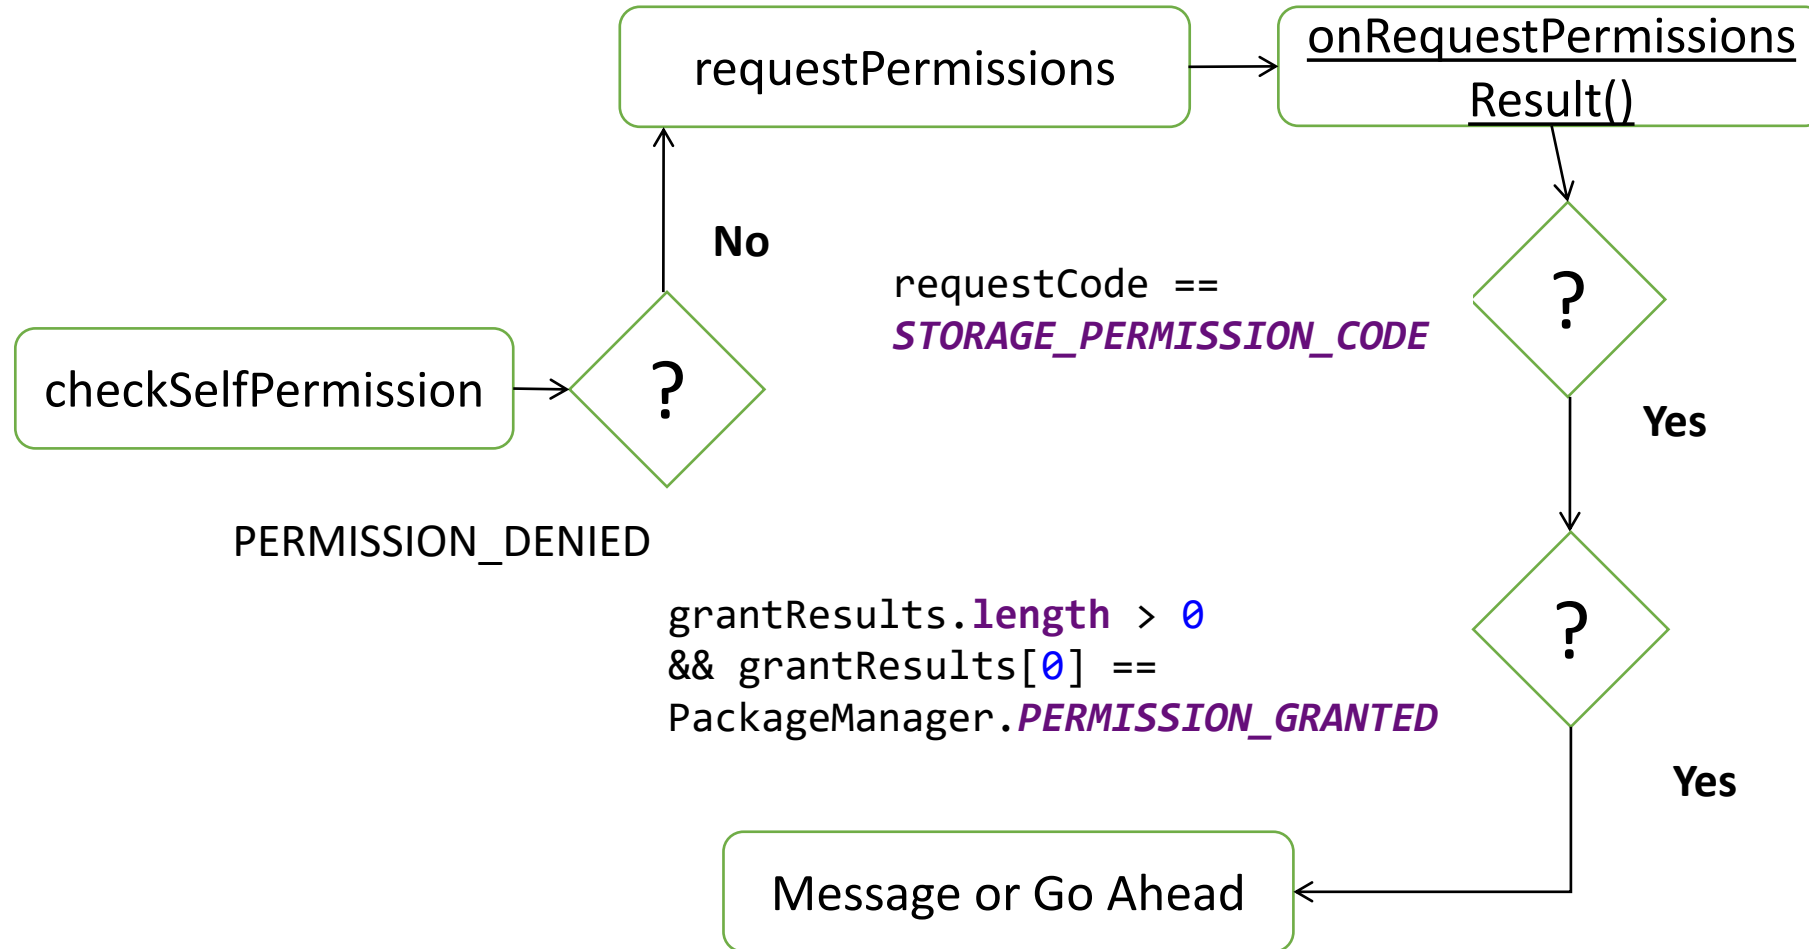 requestPermissions
onRequestPermissions
Result()
No
requestCode ==
STORAGE_PERMISSION_CODE
?
checkSelfPermission
?
Yes
PERMISSION_DENIED
grantResults.length > 0
&& grantResults[0] ==
PackageManager.PERMISSION_GRANTED
?
Yes
Message or Go Ahead